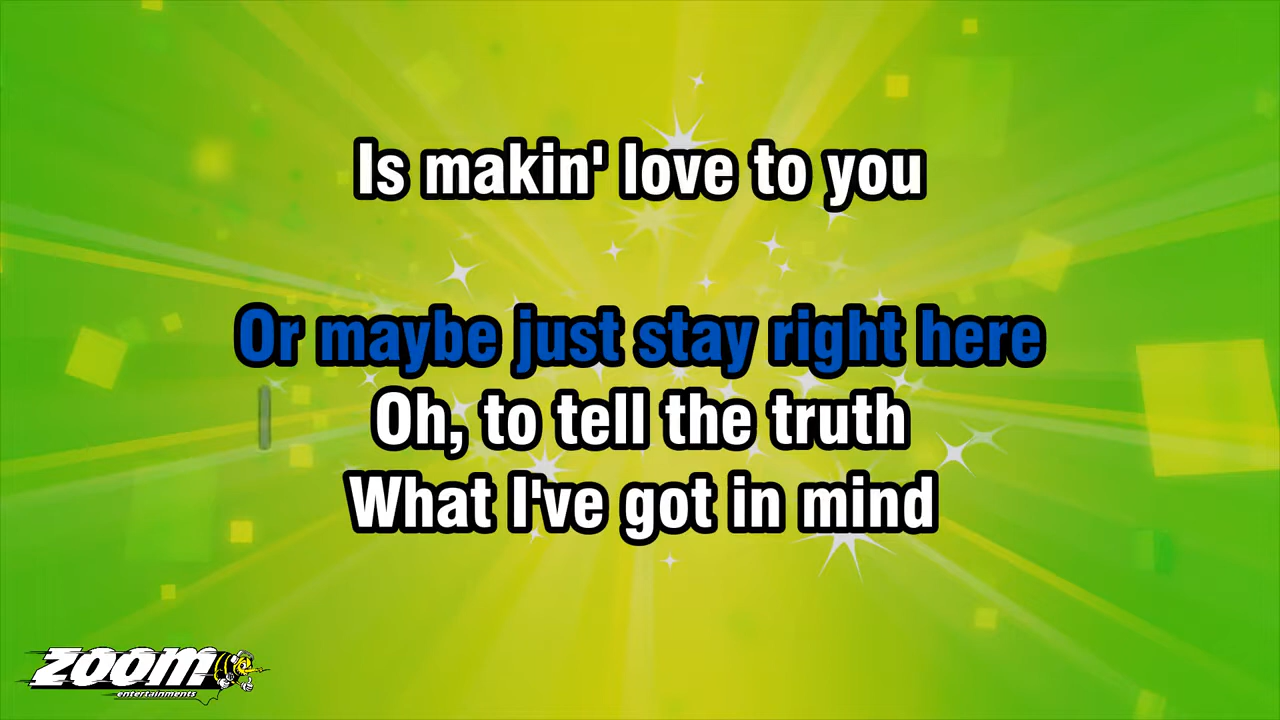 Is makin' love to you
Or maybe just stay right here
Oh, to tell the truth
What I've got in mind
ZOOM
entertainments